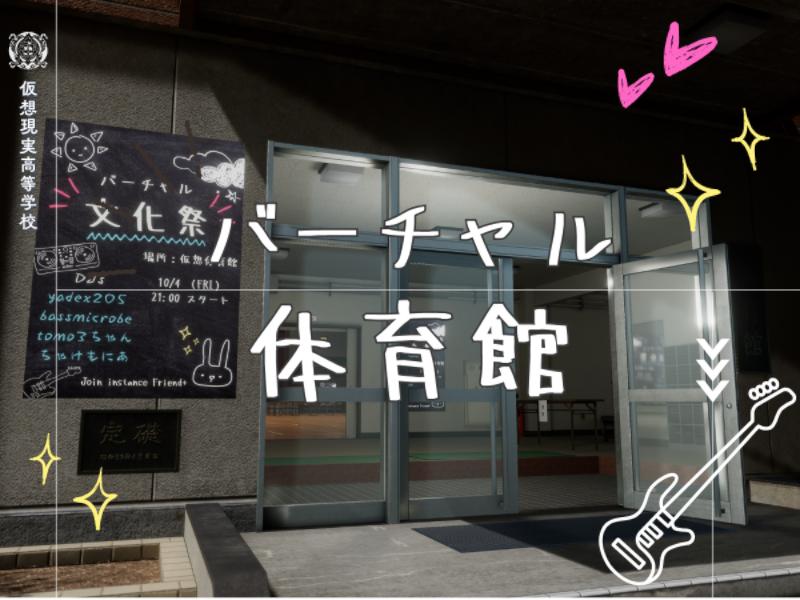 仮想現実高等学校
バーチャル
文化祭
場所：仮想体育館
10/4 (FRI)
21:00 スタート
DJs
yadex205
bassmicrobe
tomo3ちゃん
ちゃけもにあ
Join instance Friend+
定礎
バーチャル
体育館